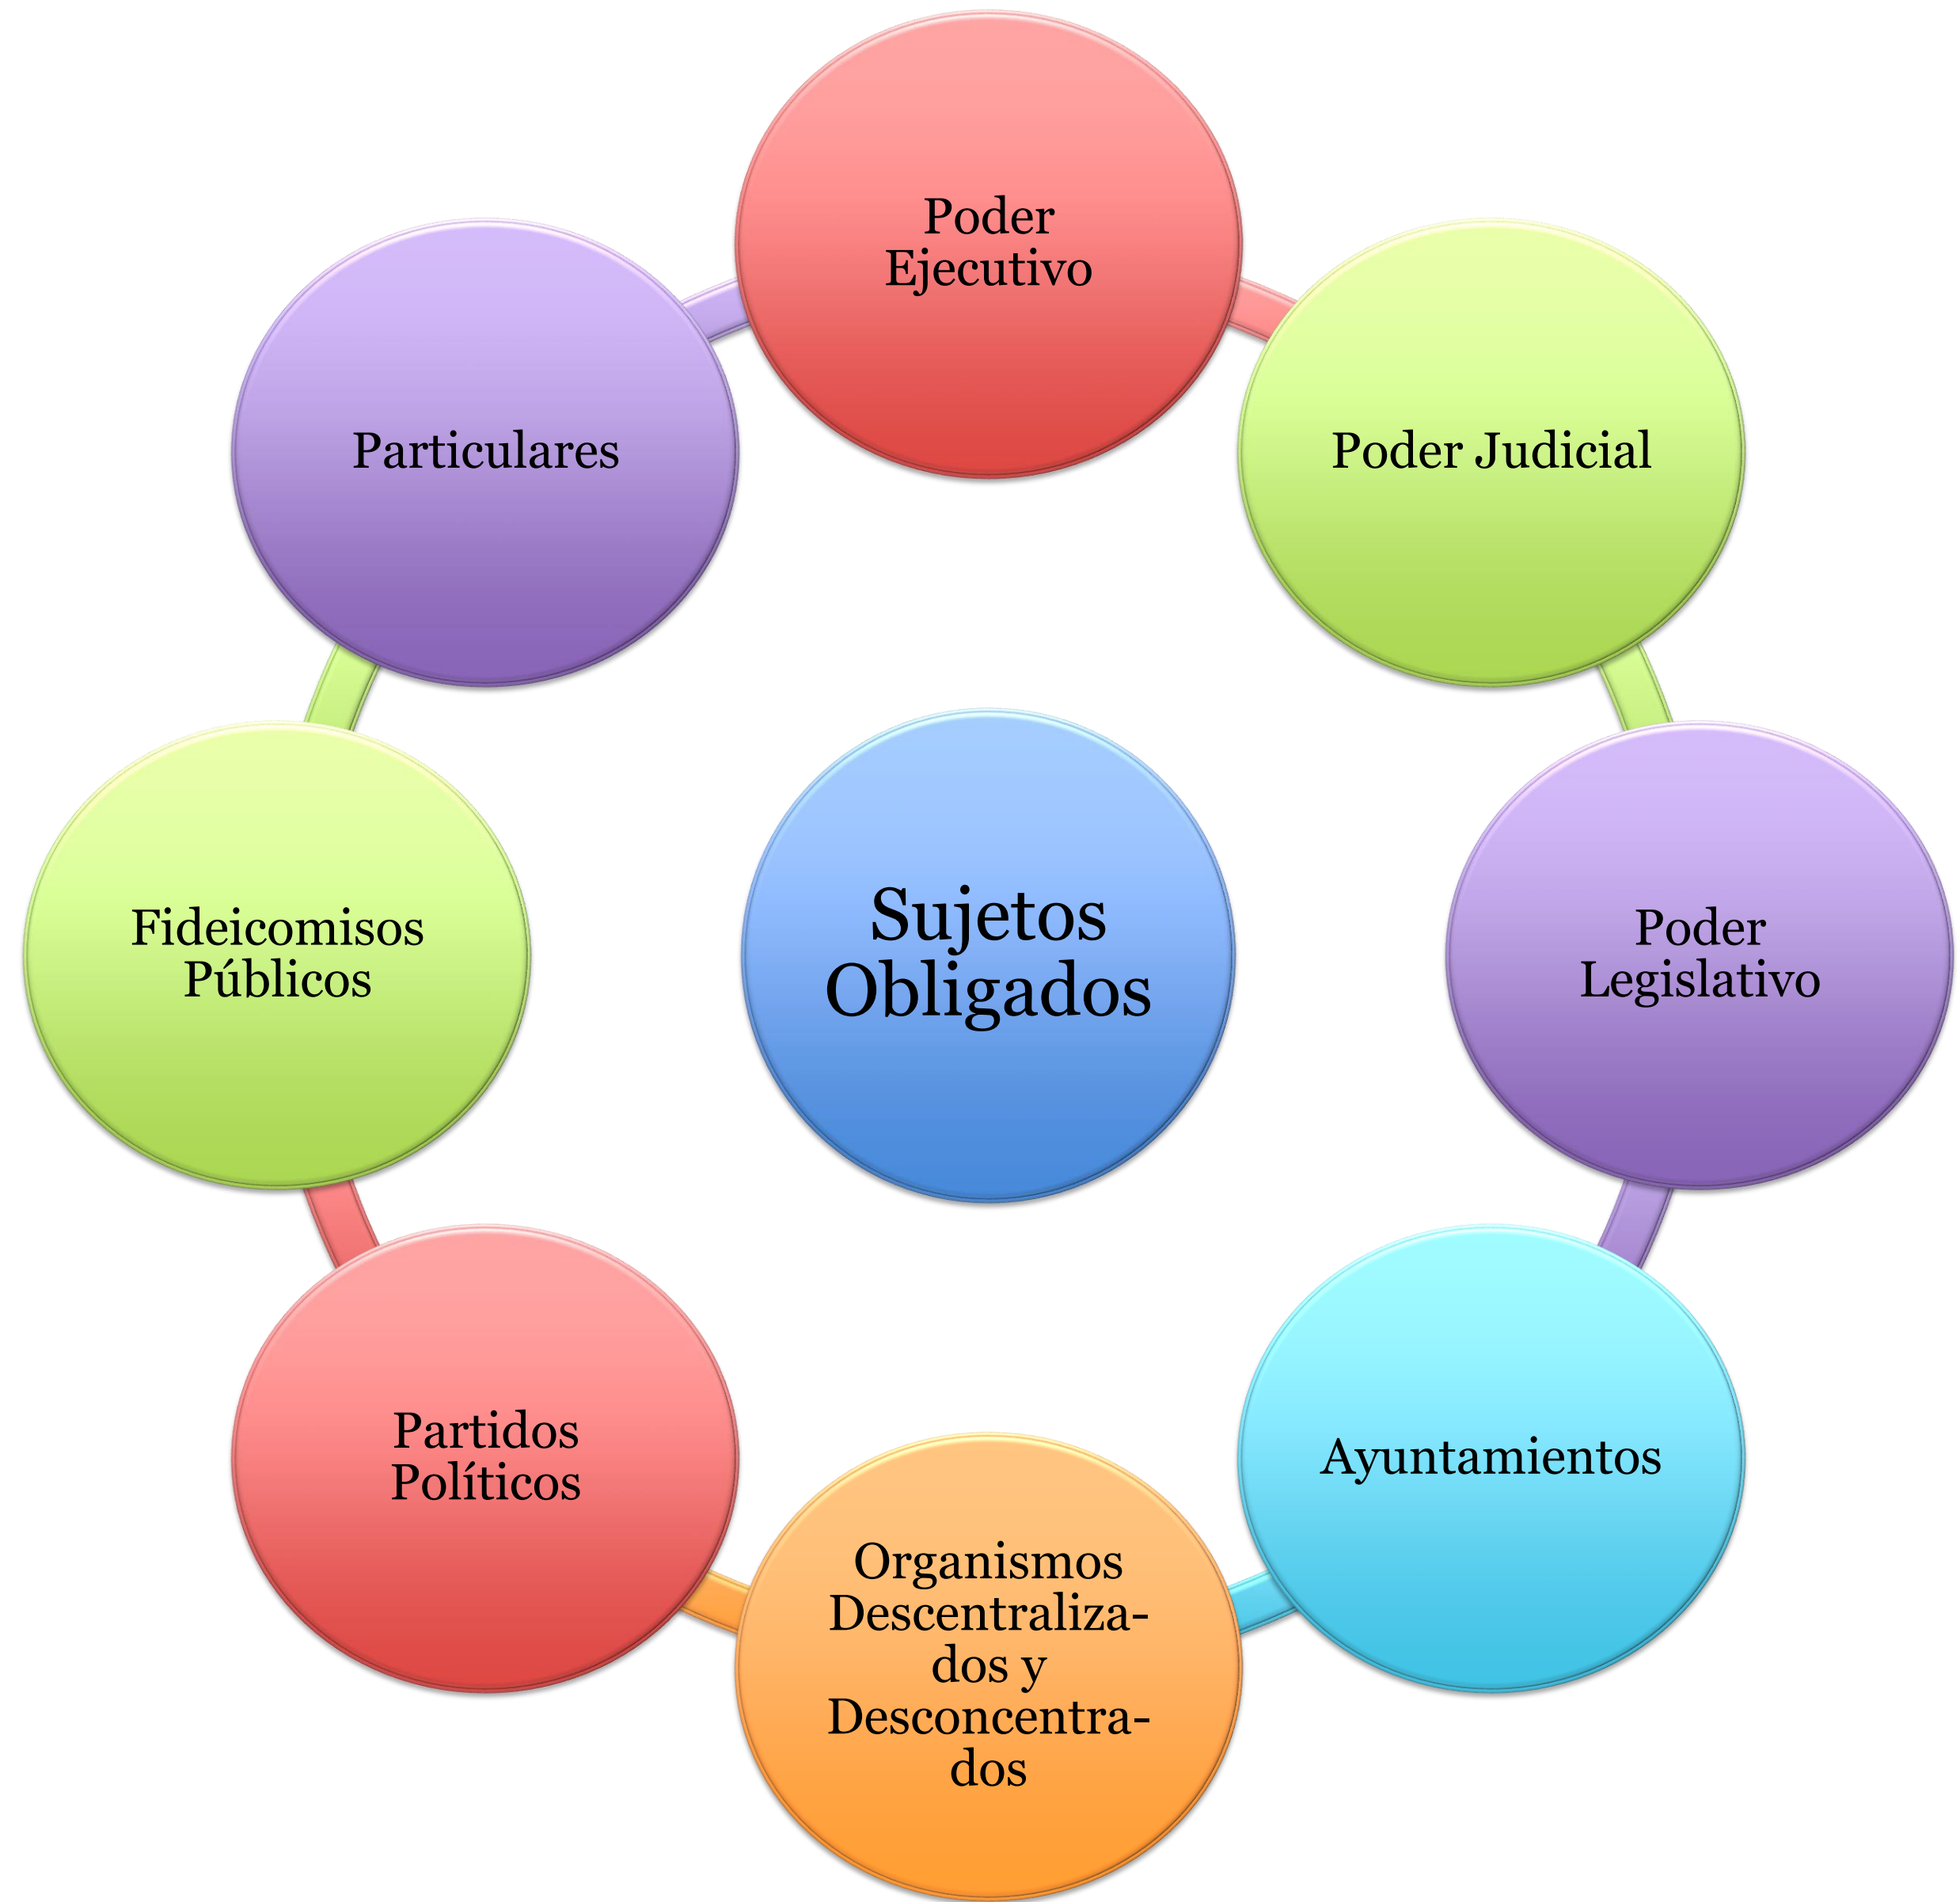 Poder
Ejecutivo
Poder Judicial
Poder
Legislativo
Ayuntamientos
Organismos
Descentraliza-
dos y
Desconcentra-
dos
Partidos
Políticos
Fideicomisos
Públicos
Particulares
Sujetos
Obligados